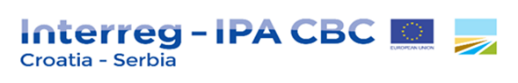 Interreg – IPA CBC
EUROPEAN UNION
Croatia – Serbia